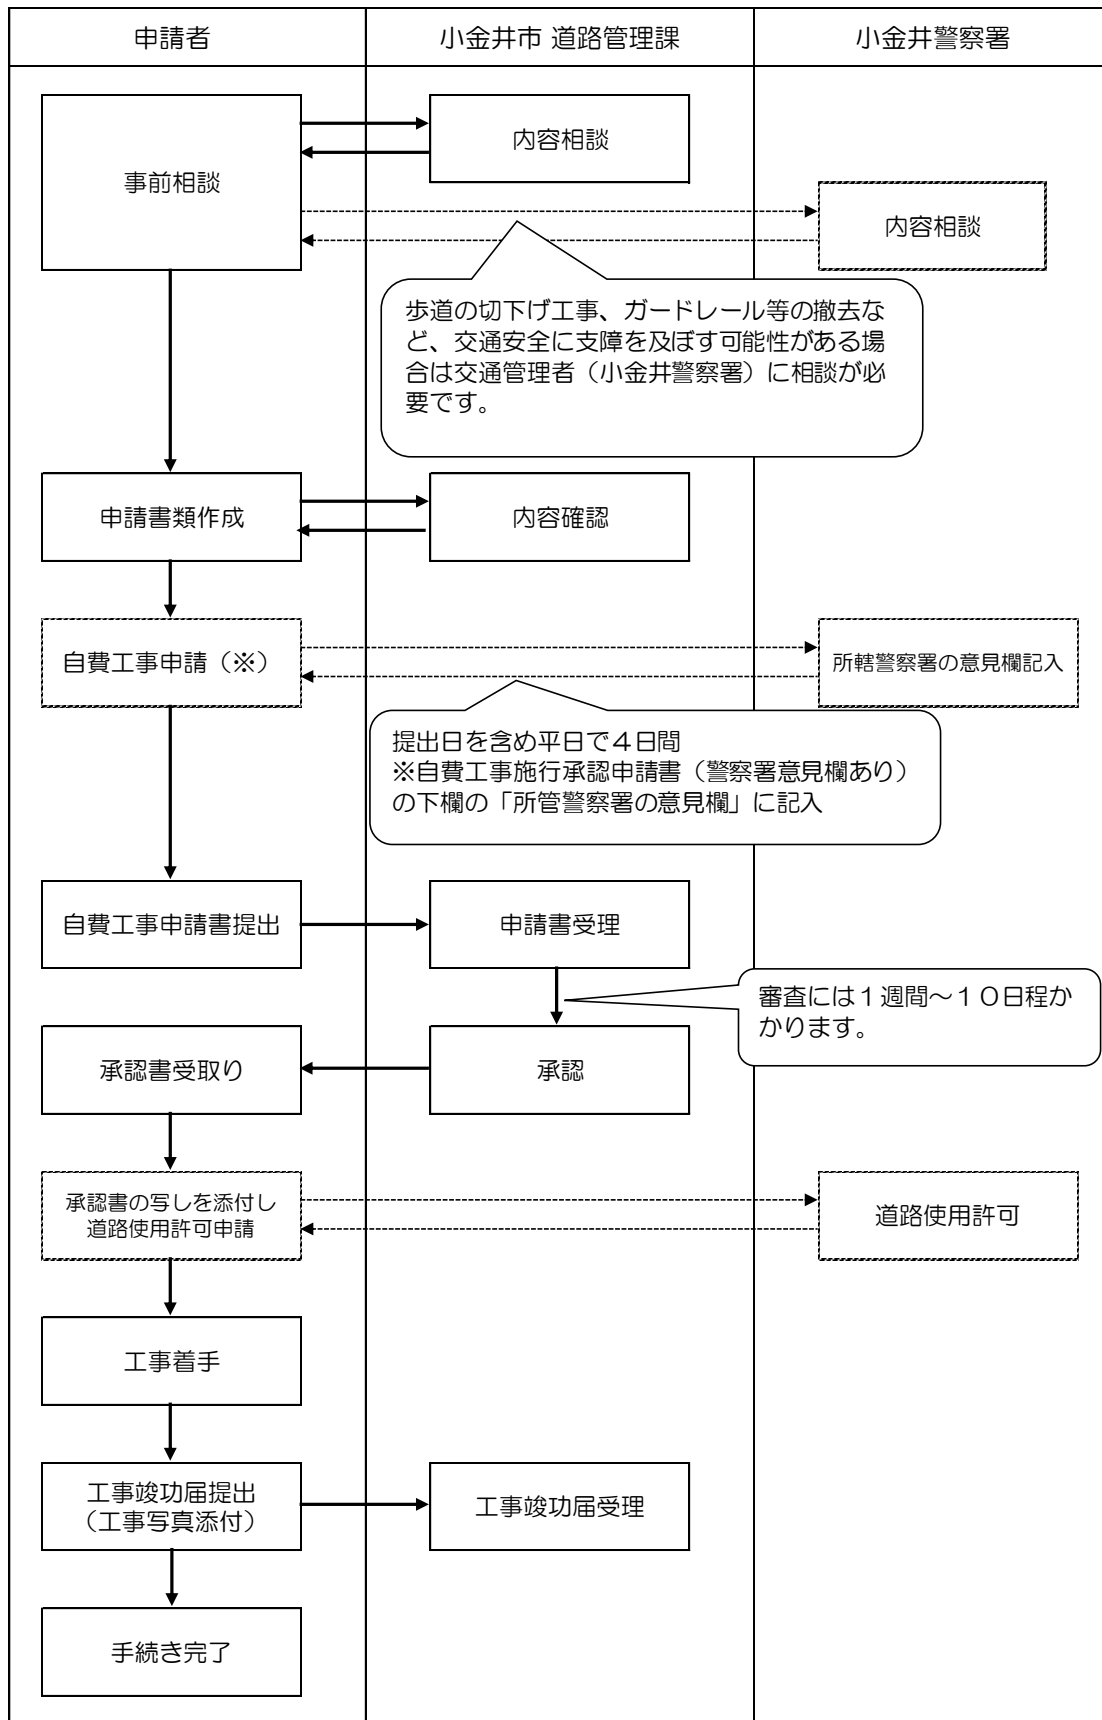 申請者
小金井市 道路管理課
小金井警察署
事前相談
内容相談
内容相談
歩道の切下げ工事、ガードレール等の撤去な
ど、交通安全に支障を及ぼす可能性がある場
合は交通管理者（小金井警察署）に相談が必
要です。
申請書類作成
内容確認
自費工事申請（※）
所轄警察署の意見欄記入
提出日を含め平日で４日間
※自費工事施行承認申請書（警察署意見欄あり）
の下欄の「所管警察署の意見欄」に記入
自費工事申請書提出
申請書受理
審査には１週間～１０日程か
かります。
承認書受取り
承認
承認書の写しを添付し
道路使用許可申請
道路使用許可
工事着手
工事竣功届提出
（工事写真添付）
工事竣功届受理
手続き完了